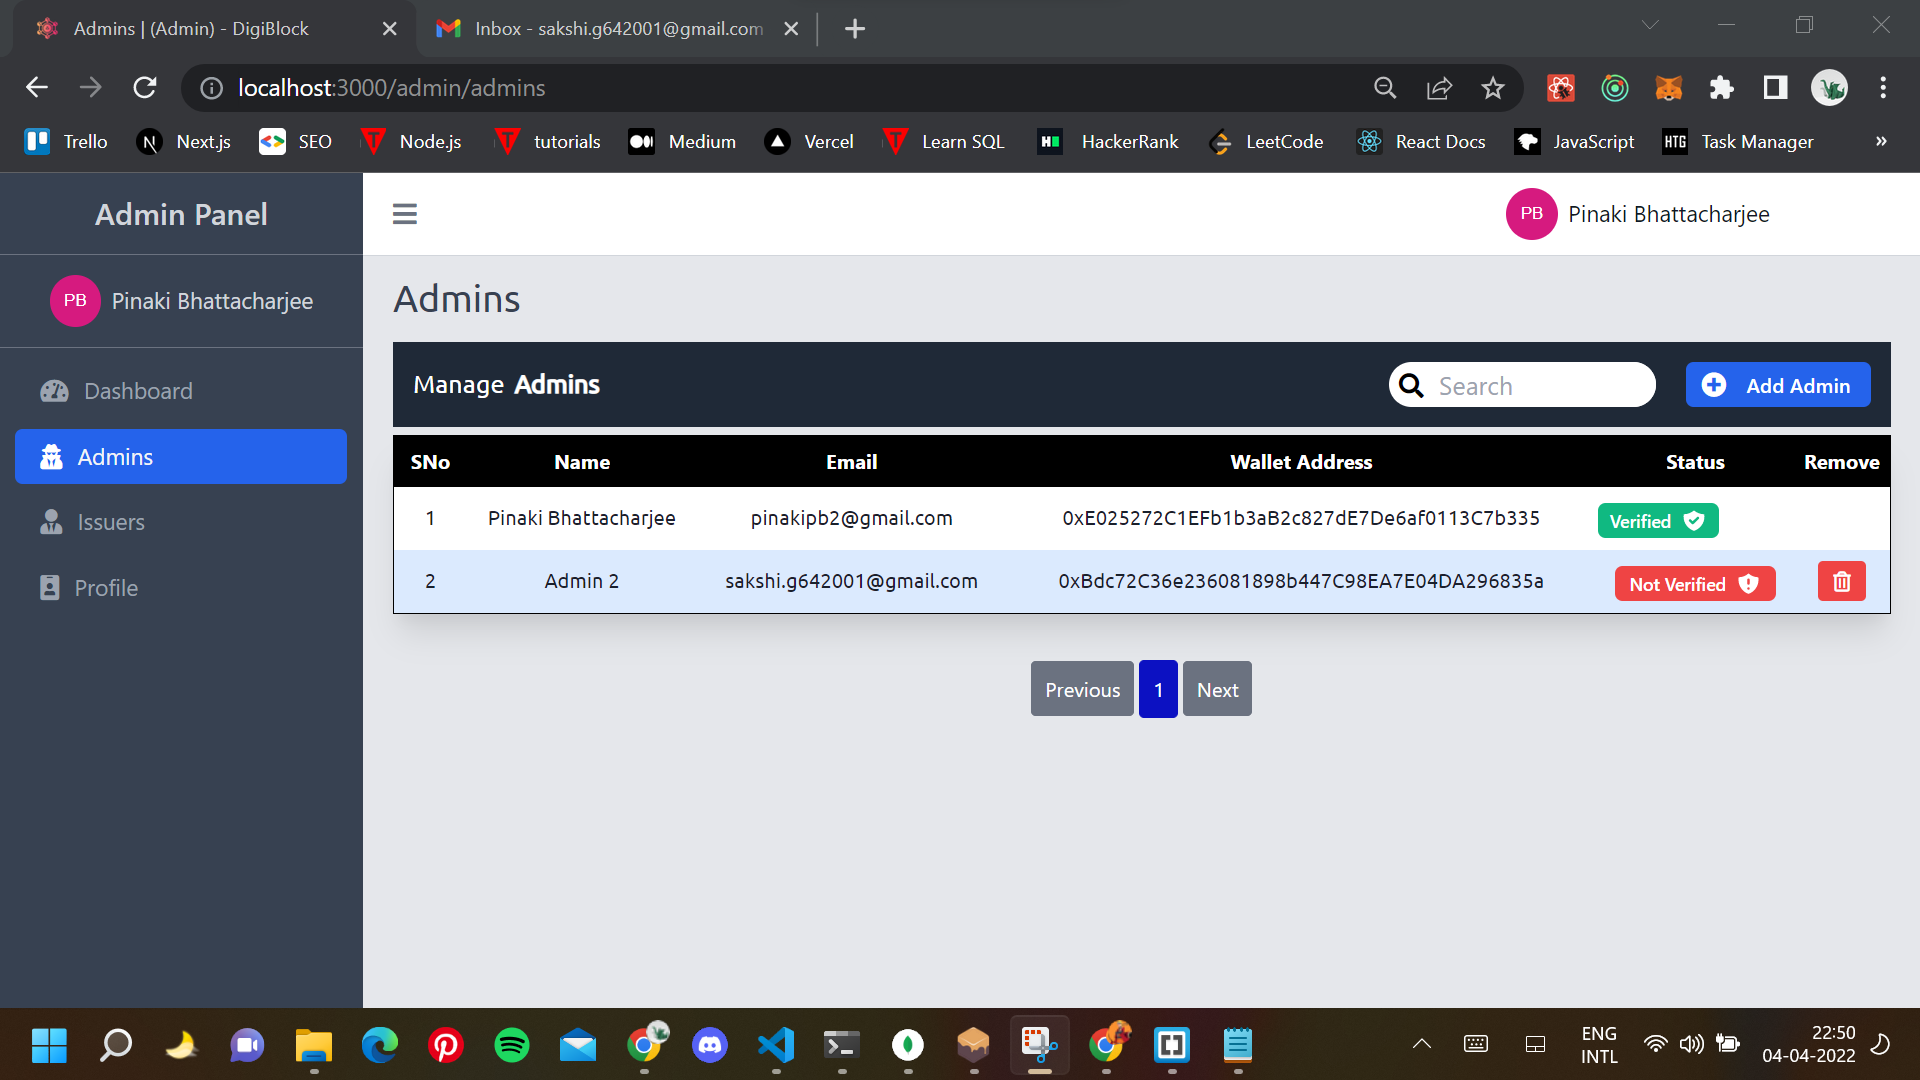 Admins | (Admin) - DigiBlock
Inbox - sakshi.g642001@gmail.com
localhost:3000/admin/admins
Trello
N
Next.js
SEO
Node.js
tutorials
Medium
Vercel
Learn SQL
HackerRank
LeetCode
React Docs
JavaScript
HTG
Task Manager
»
Admin Panel
PB Pinaki Bhattacharjee
PB Pinaki Bhattacharjee
Dashboard
Admins
Issuers
Profile
Admins
Manage Admins
Search
Add Admin
SNo Name Email Wallet Address Status Remove
1 Pinaki Bhattacharjee pinakipb2@gmail.com 0xE025272C1EFb1b3aB2c827dE7De6af0113C7b335 Verified
2 Admin 2 sakshi.g642001@gmail.com 0xBdc72C36e236081898b447C98EA7E04DA296835a Not Verified
Previous 1 Next
ENG
INTL
22:50
04-04-2022